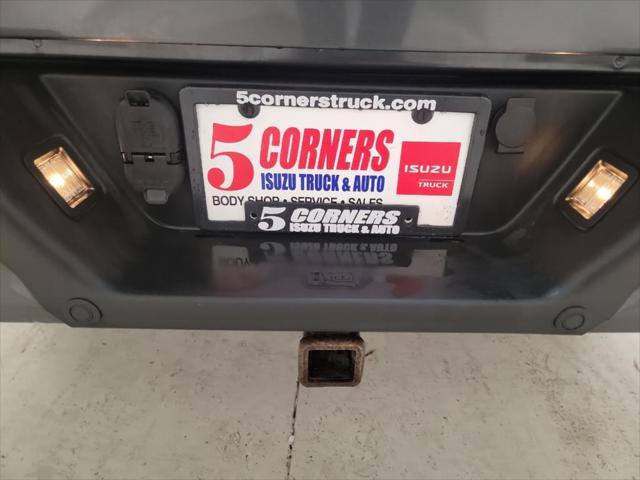 5cornerstruck.com
5 CORNERS
ISUZU TRUCK & AUTO
ISUZU
TRUCK
BODY SHOP • SERVICE • SALES
5 CORNERS
ISUZU TRUCK & AUTO